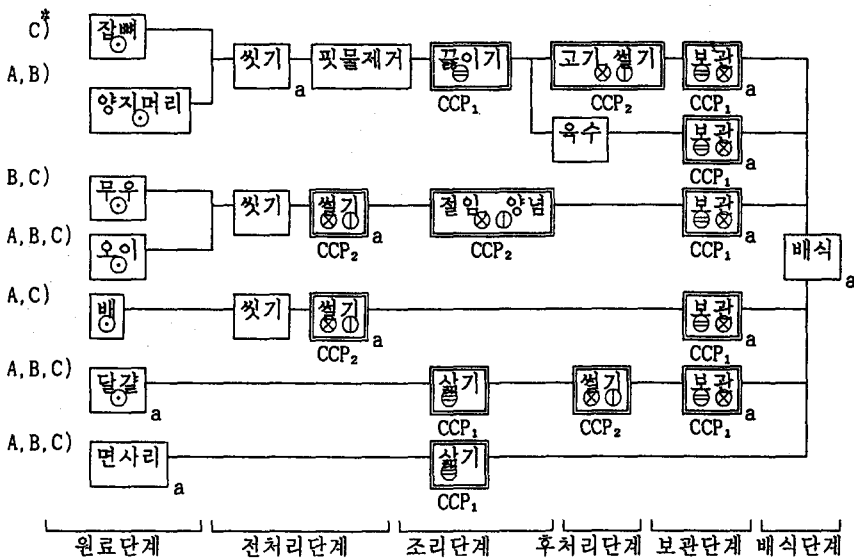 C)* 잡뼈 씻기 a 핏물제거 끓이기 CCP₁ 고기 썰기 CCP₂ 보관 a CCP₁
A,B) 양지머리 육수 보관 a CCP₁
B,C) 무우 씻기 썰기 a CCP₂ 절임 양념 CCP₂ 보관 a CCP₁
A,B,C) 오이
배식 a
A,C) 배 씻기 썰기 a CCP₂ 보관 a CCP₁
A,B,C) 달걀 a 삶기 CCP₁ 썰기 CCP₂ 보관 a CCP₁
A,B,C) 면사리 a 삶기 CCP₁
원료단계 전처리단계 조리단계 후처리단계 보관단계 배식단계